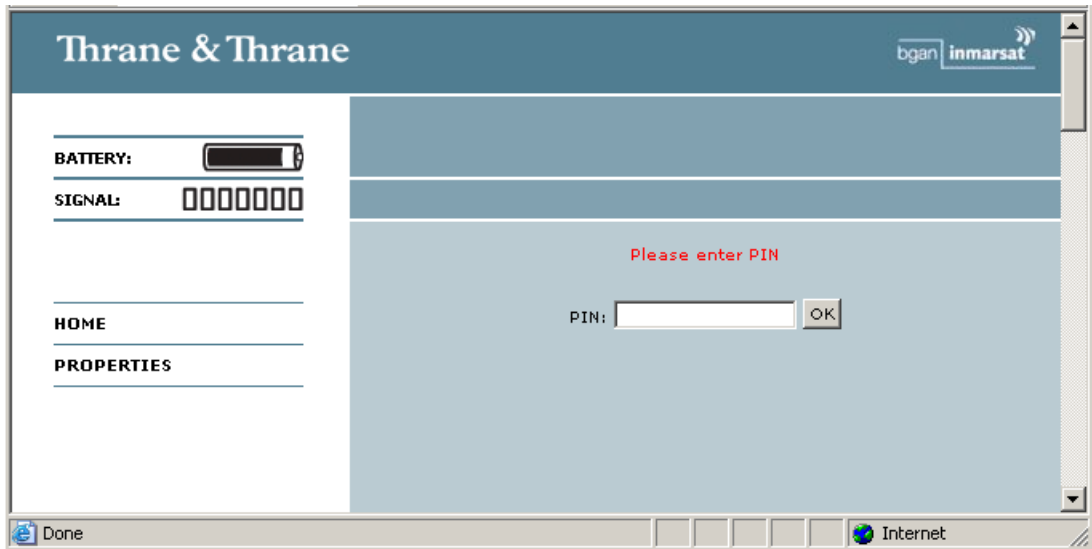 Thrane & Thrane
bgan inmarsat
BATTERY:
SIGNAL:
Please enter PIN
PIN: OK
HOME
PROPERTIES
Done Internet